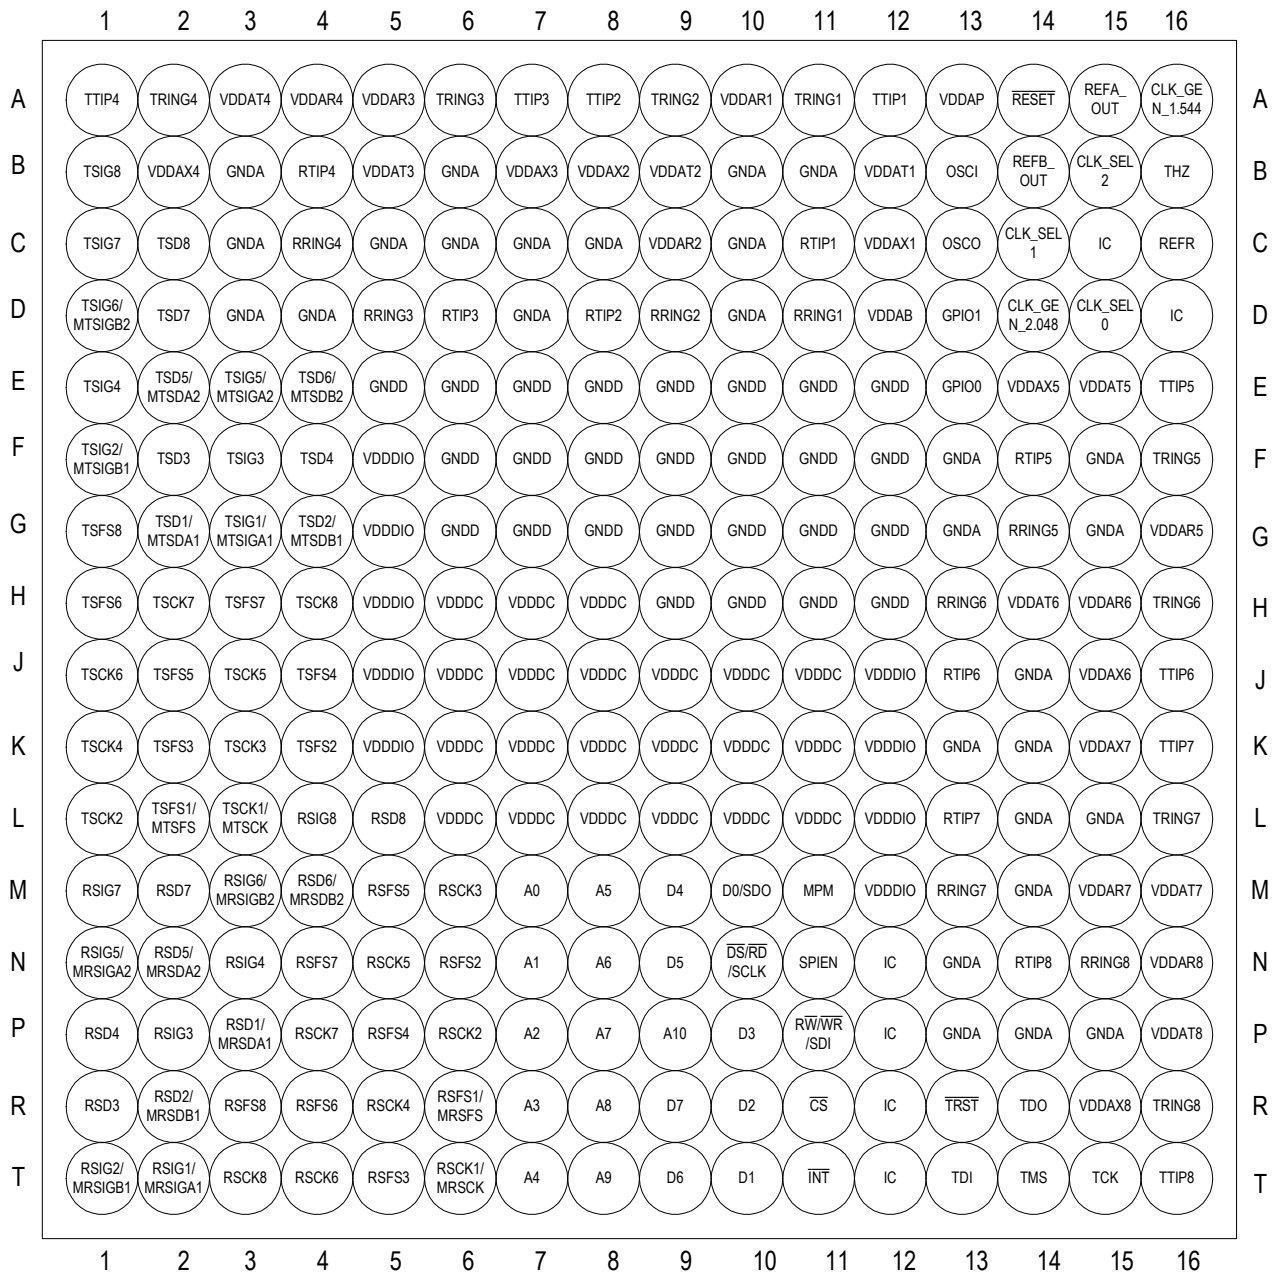 1 2 3 4 5 6 7 8 9 10 11 12 13 14 15 16
A TTIP4 TRING4 VDDAT4 VDDAR4 VDDAR3 TRING3 TTIP3 TTIP2 TRING2 VDDAR1 TRING1 TTIP1 VDDAP RESET REFA_ OUT CLK_GE N_1.544 A
B TSIG8 VDDAX4 GNDA RTIP4 VDDAT3 GNDA VDDAX3 VDDAX2 VDDAT2 GNDA GNDA VDDAT1 OSCI REFB_ OUT CLK_SEL 2 THZ B
C TSIG7 TSD8 GNDA RRING4 GNDA GNDA GNDA GNDA VDDAR2 GNDA RTIP1 VDDAX1 OSCO CLK_SEL 1 IC REFR C
D TSIG6/ MTSIGB2 TSD7 GNDA GNDA RRING3 RTIP3 GNDA RTIP2 RRING2 GNDA RRING1 VDDAB GPIO1 CLK_GE N_2.048 CLK_SEL 0 IC D
E TSIG4 TSD5/ MTSDA2 TSIG5/ MTSIGA2 TSD6/ MTSDB2 GNDD GNDD GNDD GNDD GNDD GNDD GNDD GNDD GPIO0 VDDAX5 VDDAT5 TTIP5 E
F TSIG2/ MTSIGB1 TSD3 TSIG3 TSD4 VDDDIO GNDD GNDD GNDD GNDD GNDD GNDD GNDD GNDA RTIP5 GNDA TRING5 F
G TSFS8 TSD1/ MTSDA1 TSIG1/ MTSIGA1 TSD2/ MTSDB1 VDDDIO GNDD GNDD GNDD GNDD GNDD GNDD GNDD GNDA RRING5 GNDA VDDAR5 G
H TSFS6 TSCK7 TSFS7 TSCK8 VDDDIO VDDDC VDDDC VDDDC GNDD GNDD GNDD GNDD RRING6 VDDAT6 VDDAR6 TRING6 H
J TSCK6 TSFS5 TSCK5 TSFS4 VDDDIO VDDDC VDDDC VDDDC VDDDC VDDDC VDDDC VDDDIO RTIP6 GNDA VDDAX6 TTIP6 J
K TSCK4 TSFS3 TSCK3 TSFS2 VDDDIO VDDDC VDDDC VDDDC VDDDC VDDDC VDDDC VDDDIO GNDA GNDA VDDAX7 TTIP7 K
L TSCK2 TSFS1/ MTSFS TSCK1/ MTSCK RSIG8 RSD8 VDDDC VDDDC VDDDC VDDDC VDDDC VDDDC VDDDIO RTIP7 GNDA GNDA TRING7 L
M RSIG7 RSD7 RSIG6/ MRSIGB2 RSD6/ MRSDB2 RSFS5 RSCK3 A0 A5 D4 D0/SDO MPM VDDDIO RRING7 GNDA VDDAR7 VDDAT7 M
N RSIG5/ MRSIGA2 RSD5/ MRSDA2 RSIG4 RSFS7 RSCK5 RSFS2 A1 A6 D5 DS/RD /SCLK SPIEN IC GNDA RTIP8 RRING8 VDDAR8 N
P RSD4 RSIG3 RSD1/ MRSDA1 RSCK7 RSFS4 RSCK2 A2 A7 A10 D3 RW/WR /SDI IC GNDA GNDA GNDA VDDAT8 P
R RSD3 RSD2/ MRSDB1 RSFS8 RSFS6 RSCK4 RSFS1/ MRSFS A3 A8 D7 D2 CS IC TRST TDO VDDAX8 TRING8 R
T RSIG2/ MRSIGB1 RSIG1/ MRSIGA1 RSCK8 RSCK6 RSFS3 RSCK1/ MRSCK A4 A9 D6 D1 INT IC TDI TMS TCK TTIP8 T
1 2 3 4 5 6 7 8 9 10 11 12 13 14 15 16